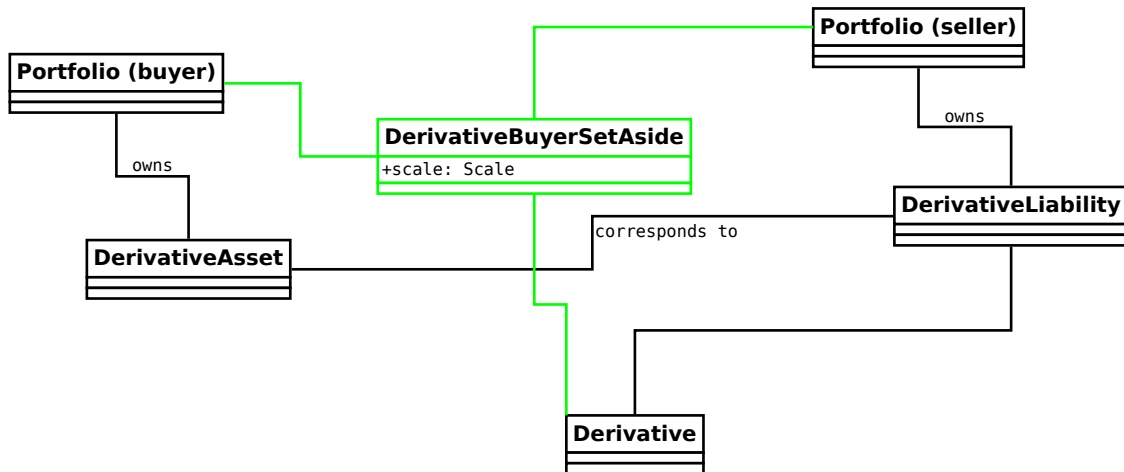 Portfolio (seller)
Portfolio (buyer)
owns
DerivativeBuyerSetAside
+scale: Scale
owns
DerivativeLiability
corresponds to
DerivativeAsset
Derivative